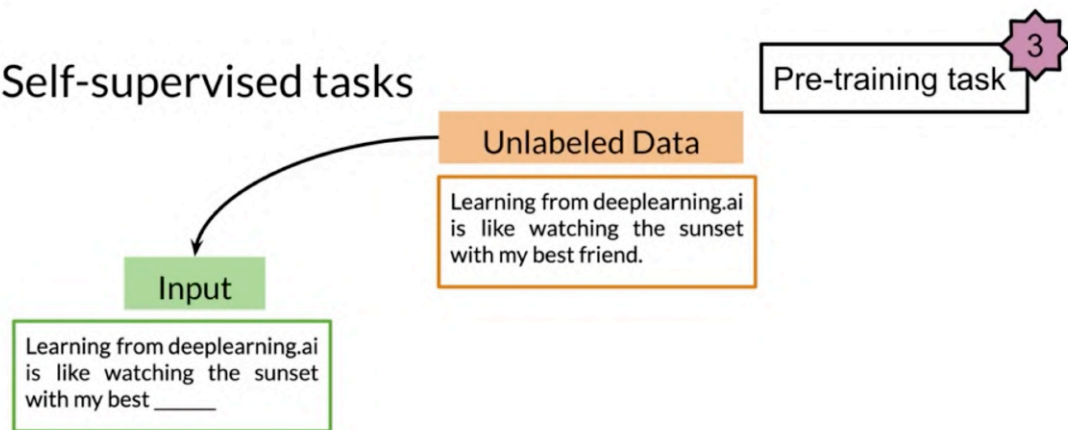 3
Self-supervised tasks
Pre-training task
Unlabeled Data
Learning from deeplearning.ai
is like watching the sunset
with my best friend.
Input
Learning from deeplearning.ai
is like watching the sunset
with my best _____